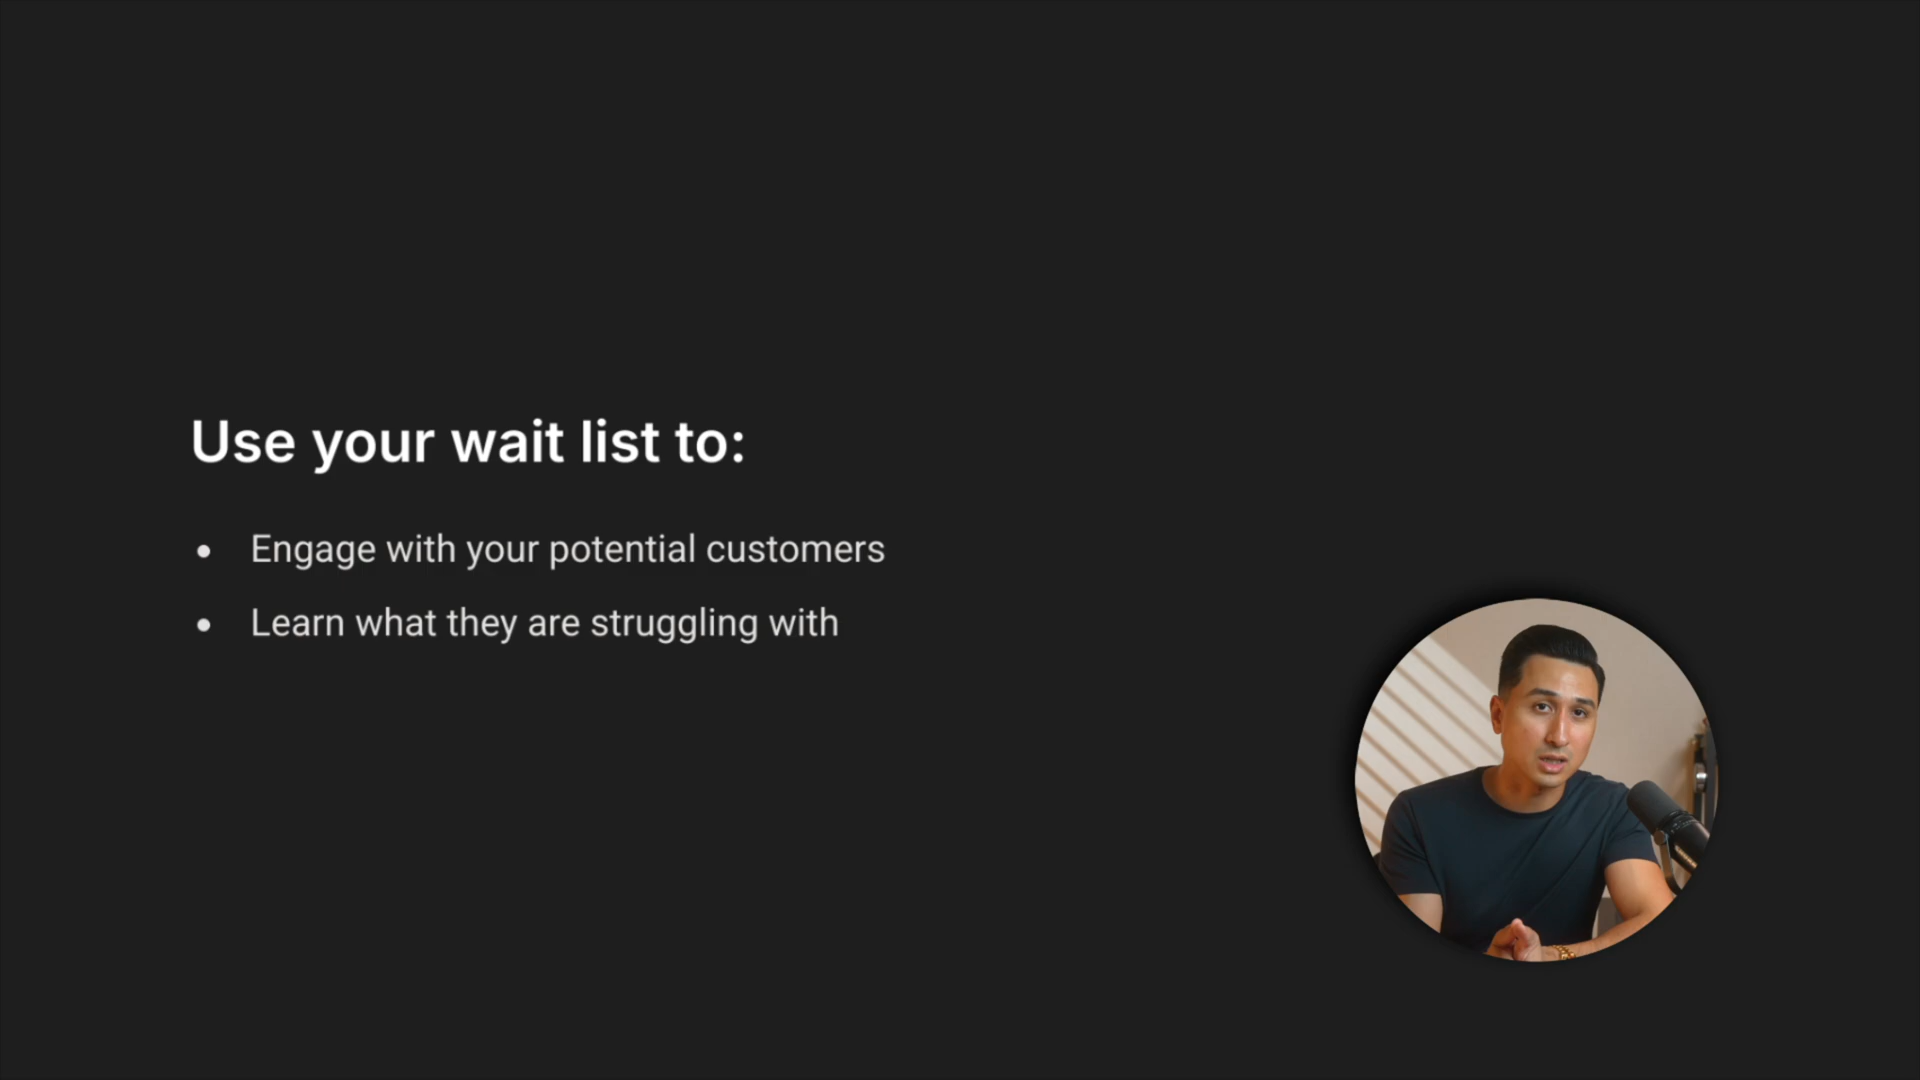 Use your wait list to:
• Engage with your potential customers
• Learn what they are struggling with